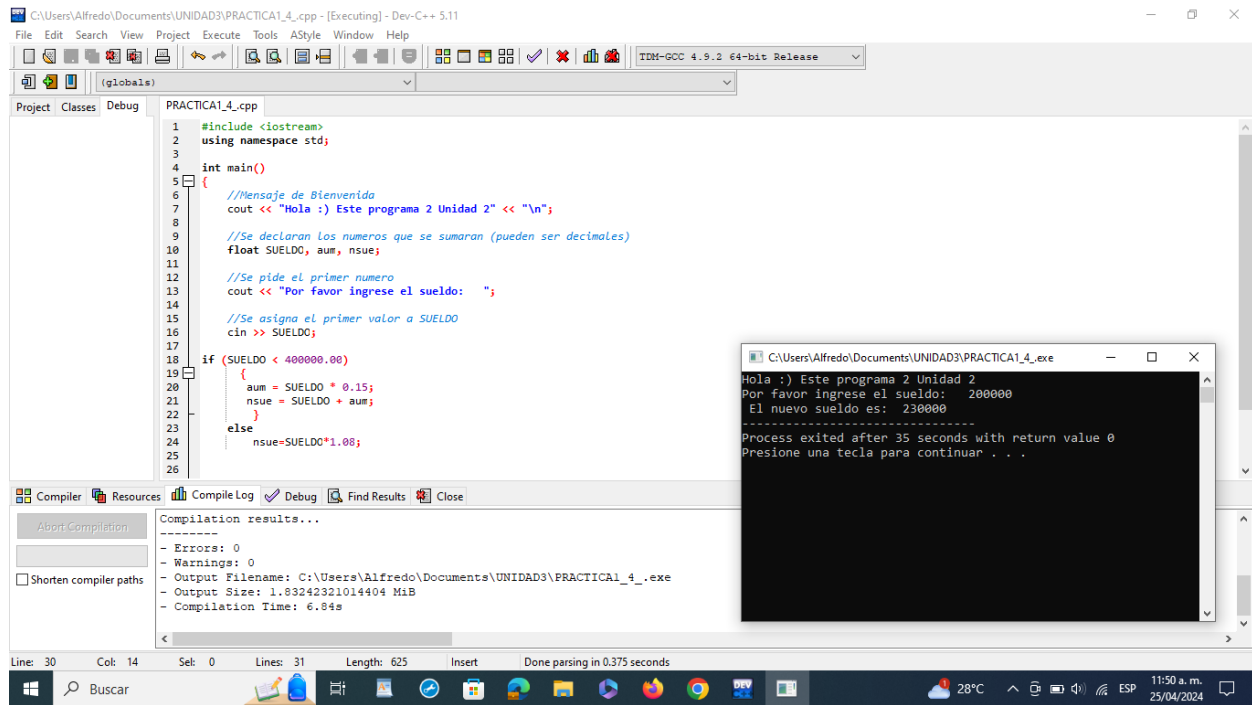 C:\Users\Alfredo\Documents\UNIDAD3\PRACTICA1_4_.cpp - [Executing] - Dev-C++ 5.11
File Edit Search View Project Execute Tools AStyle Window Help
TDM-GCC 4.9.2 64-bit Release
(globals)
Project Classes Debug PRACTICA1_4_.cpp
1 #include <iostream>
2 using namespace std;
3
4 int main()
5 {
6 //Mensaje de Bienvenida
7 cout << "Hola :) Este programa 2 Unidad 2" << "\n";
8
9 //Se declaran los numeros que se sumaran (pueden ser decimales)
10 float SUELDO, aum, nsue;
11
12 //Se pide el primer numero
13 cout << "Por favor ingrese el sueldo:   ";
14
15 //Se asigna el primer valor a SUELDO
16 cin >> SUELDO;
17
18 if (SUELDO < 400000.00)
19 {
20 aum = SUELDO * 0.15;
21 nsue = SUELDO + aum;
22 }
23 else
24 nsue=SUELDO*1.08;
25
26
C:\Users\Alfredo\Documents\UNIDAD3\PRACTICA1_4_.exe
Hola :) Este programa 2 Unidad 2
Por favor ingrese el sueldo:   200000
El nuevo sueldo es:  230000
--------------------------------
Process exited after 35 seconds with return value 0
Presione una tecla para continuar . . .
Compiler Resources Compile Log Debug Find Results Close
Abort Compilation
Shorten compiler paths
Compilation results...
--------
- Errors: 0
- Warnings: 0
- Output Filename: C:\Users\Alfredo\Documents\UNIDAD3\PRACTICA1_4_.exe
- Output Size: 1.83242321014404 MiB
- Compilation Time: 6.84s
Line: 30 Col: 14 Sel: 0 Lines: 31 Length: 625 Insert Done parsing in 0.375 seconds
Buscar
DEV
1
28°C
ESP
11:50 a. m.
25/04/2024